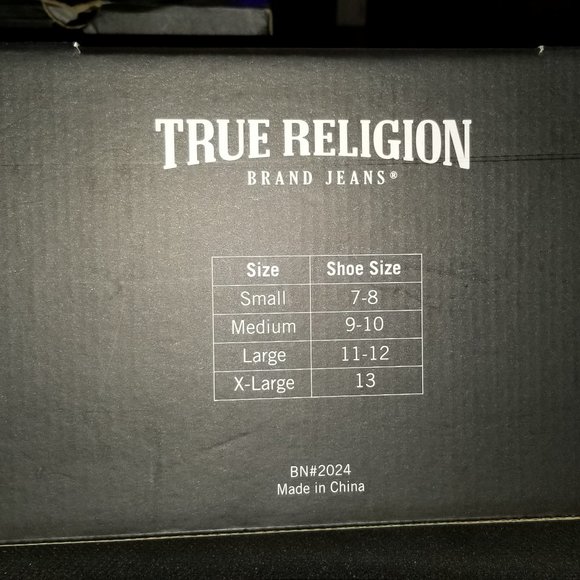 TRUE RELIGION
BRAND JEANS®
Size Shoe Size
Small 7-8
Medium 9-10
Large 11-12
X-Large 13
BN#2024
Made in China